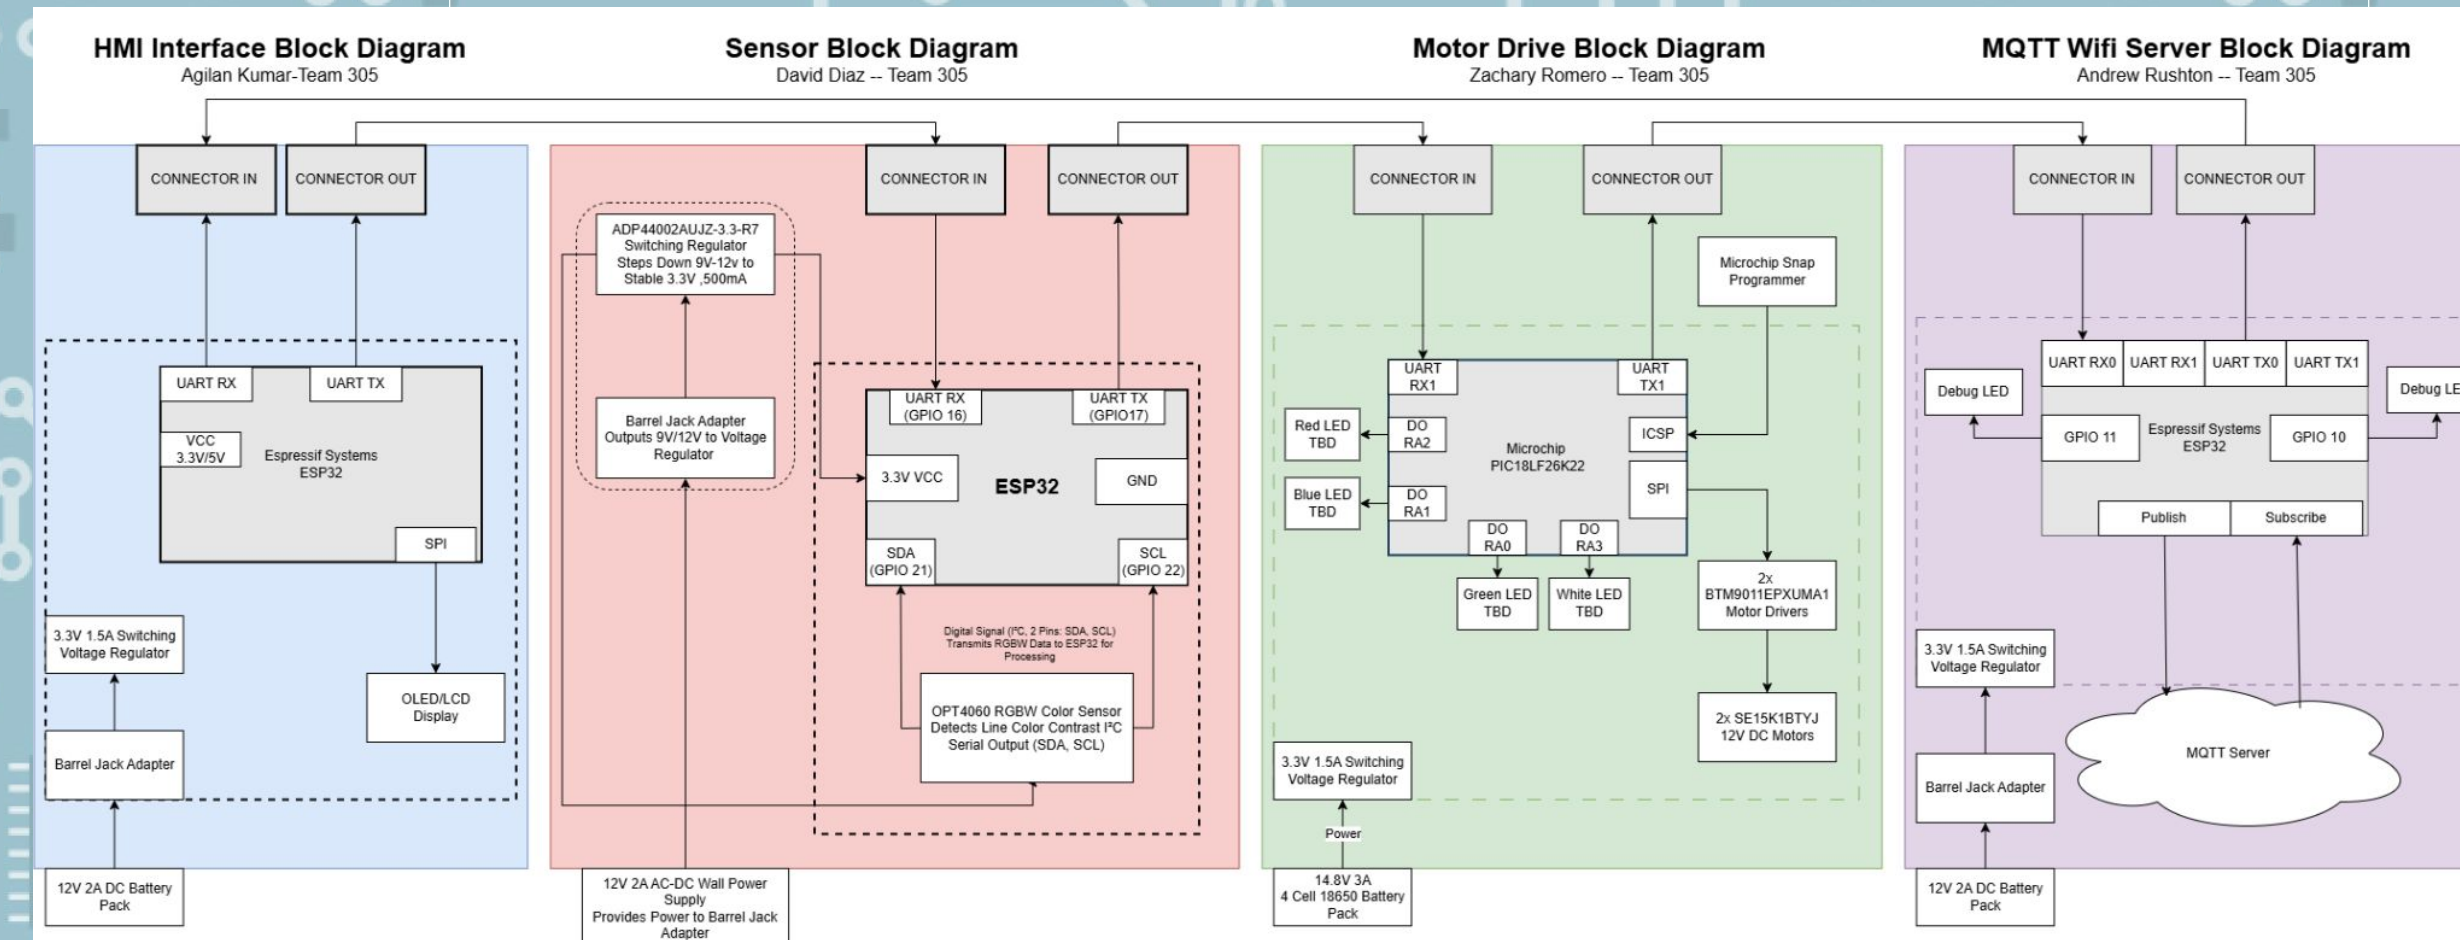 HMI Interface Block Diagram
Agilan Kumar-Team 305
CONNECTOR IN
CONNECTOR OUT
UART RX
UART TX
VCC
3.3V/5V
Espressif Systems
ESP32
SPI
3.3V 1.5A Switching
Voltage Regulator
OLED/LCD
Display
Barrel Jack Adapter
12V 2A DC Battery
Pack
Sensor Block Diagram
David Diaz -- Team 305
CONNECTOR IN
CONNECTOR OUT
ADP44002AUJZ-3.3-R7
Switching Regulator
Steps Down 9V-12v to
Stable 3.3V ,500mA
Barrel Jack Adapter
Outputs 9V/12V to Voltage
Regulator
UART RX
(GPIO 16)
UART TX
(GPIO17)
3.3V VCC
ESP32
GND
SDA
(GPIO 21)
SCL
(GPIO 22)
Digital Signal (I²C, 2 Pins: SDA, SCL)
Transmits RGBW Data to ESP32 for
Processing
OPT4060 RGBW Color Sensor
Detects Line Color Contrast I²C
Serial Output (SDA, SCL)
12V 2A AC-DC Wall Power
Supply
Provides Power to Barrel Jack
Adapter
Motor Drive Block Diagram
Zachary Romero -- Team 305
CONNECTOR IN
CONNECTOR OUT
Microchip Snap
Programmer
UART
RX1
UART
TX1
Red LED
TBD
DO
RA2
Microchip
PIC18LF26K22
ICSP
Blue LED
TBD
DO
RA1
SPI
DO
RA0
DO
RA3
Green LED
TBD
White LED
TBD
2x
BTM9011EPXUMA1
Motor Drivers
2x SE15K1BTYJ
12V DC Motors
3.3V 1.5A Switching
Voltage Regulator
Power
14.8V 3A
4 Cell 18650 Battery
Pack
MQTT Wifi Server Block Diagram
Andrew Rushton -- Team 305
CONNECTOR IN
CONNECTOR OUT
UART RX0
UART RX1
UART TX0
UART TX1
Debug LED
Debug LE
GPIO 11
Espressif Systems
ESP32
GPIO 10
Publish
Subscribe
3.3V 1.5A Switching
Voltage Regulator
MQTT Server
Barrel Jack Adapter
12V 2A DC Battery
Pack